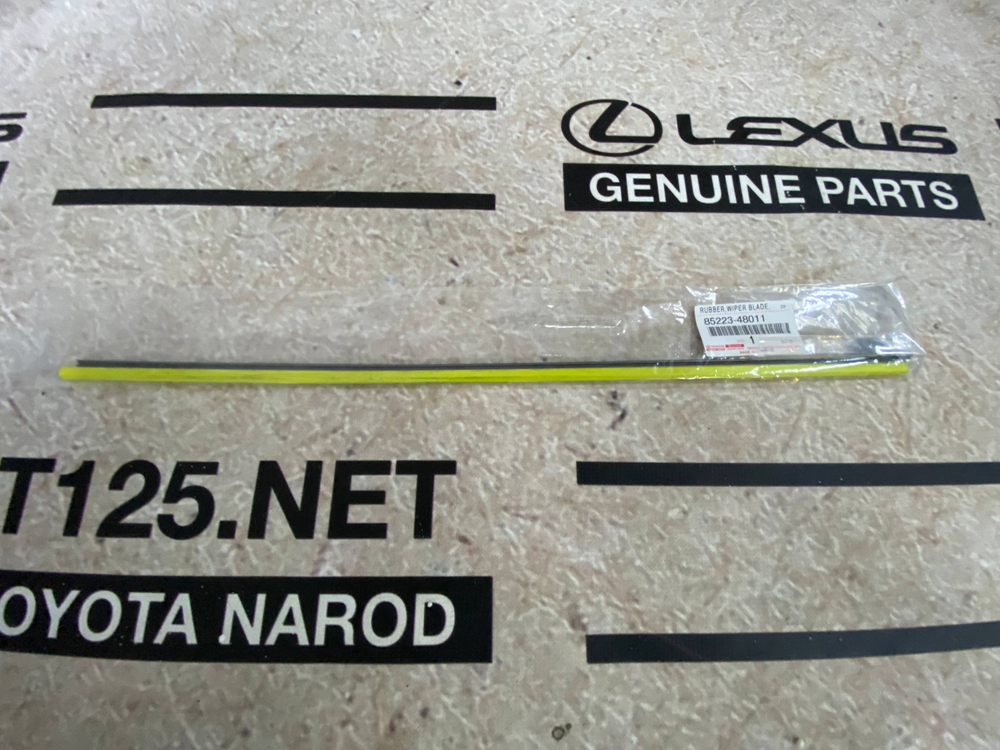 LEXUS
GENUINE PARTS
RUBBER, WIPER BLADE
85223-48011
1
T125.NET
OYOTA NAROD